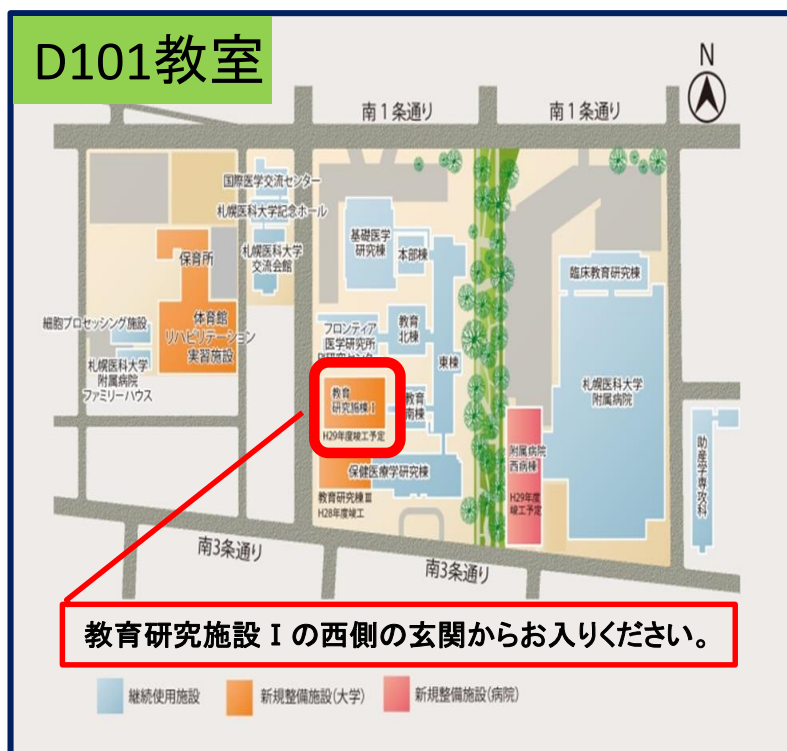 D101教室
N
南1条通り
南1条通り
国際医学交流センター
札幌医科大学記念ホール
札幌医科大学
交流会館
基礎医学
研究棟
本部棟
保育所
臨床教育研究棟
細胞プロセッシング施設
体育館
リハビリテーション
実習施設
フロンティア
医学研究所
教育
北棟
東棟
札幌医科大学
附属病院
ファミリーハウス
札幌医科大学
附属病院
教育
研究施棟Ⅰ
H29年度竣工予定
教育
南棟
附属病院
西病棟
H29年度
竣工予定
助産学専攻科
保健医療学研究棟
教育研究棟Ⅲ
H28年度竣工
南3条通り
南3条通り
教育研究施設Ⅰの西側の玄関からお入りください。
継続使用施設
新規整備施設(大学)
新規整備施設(病院)